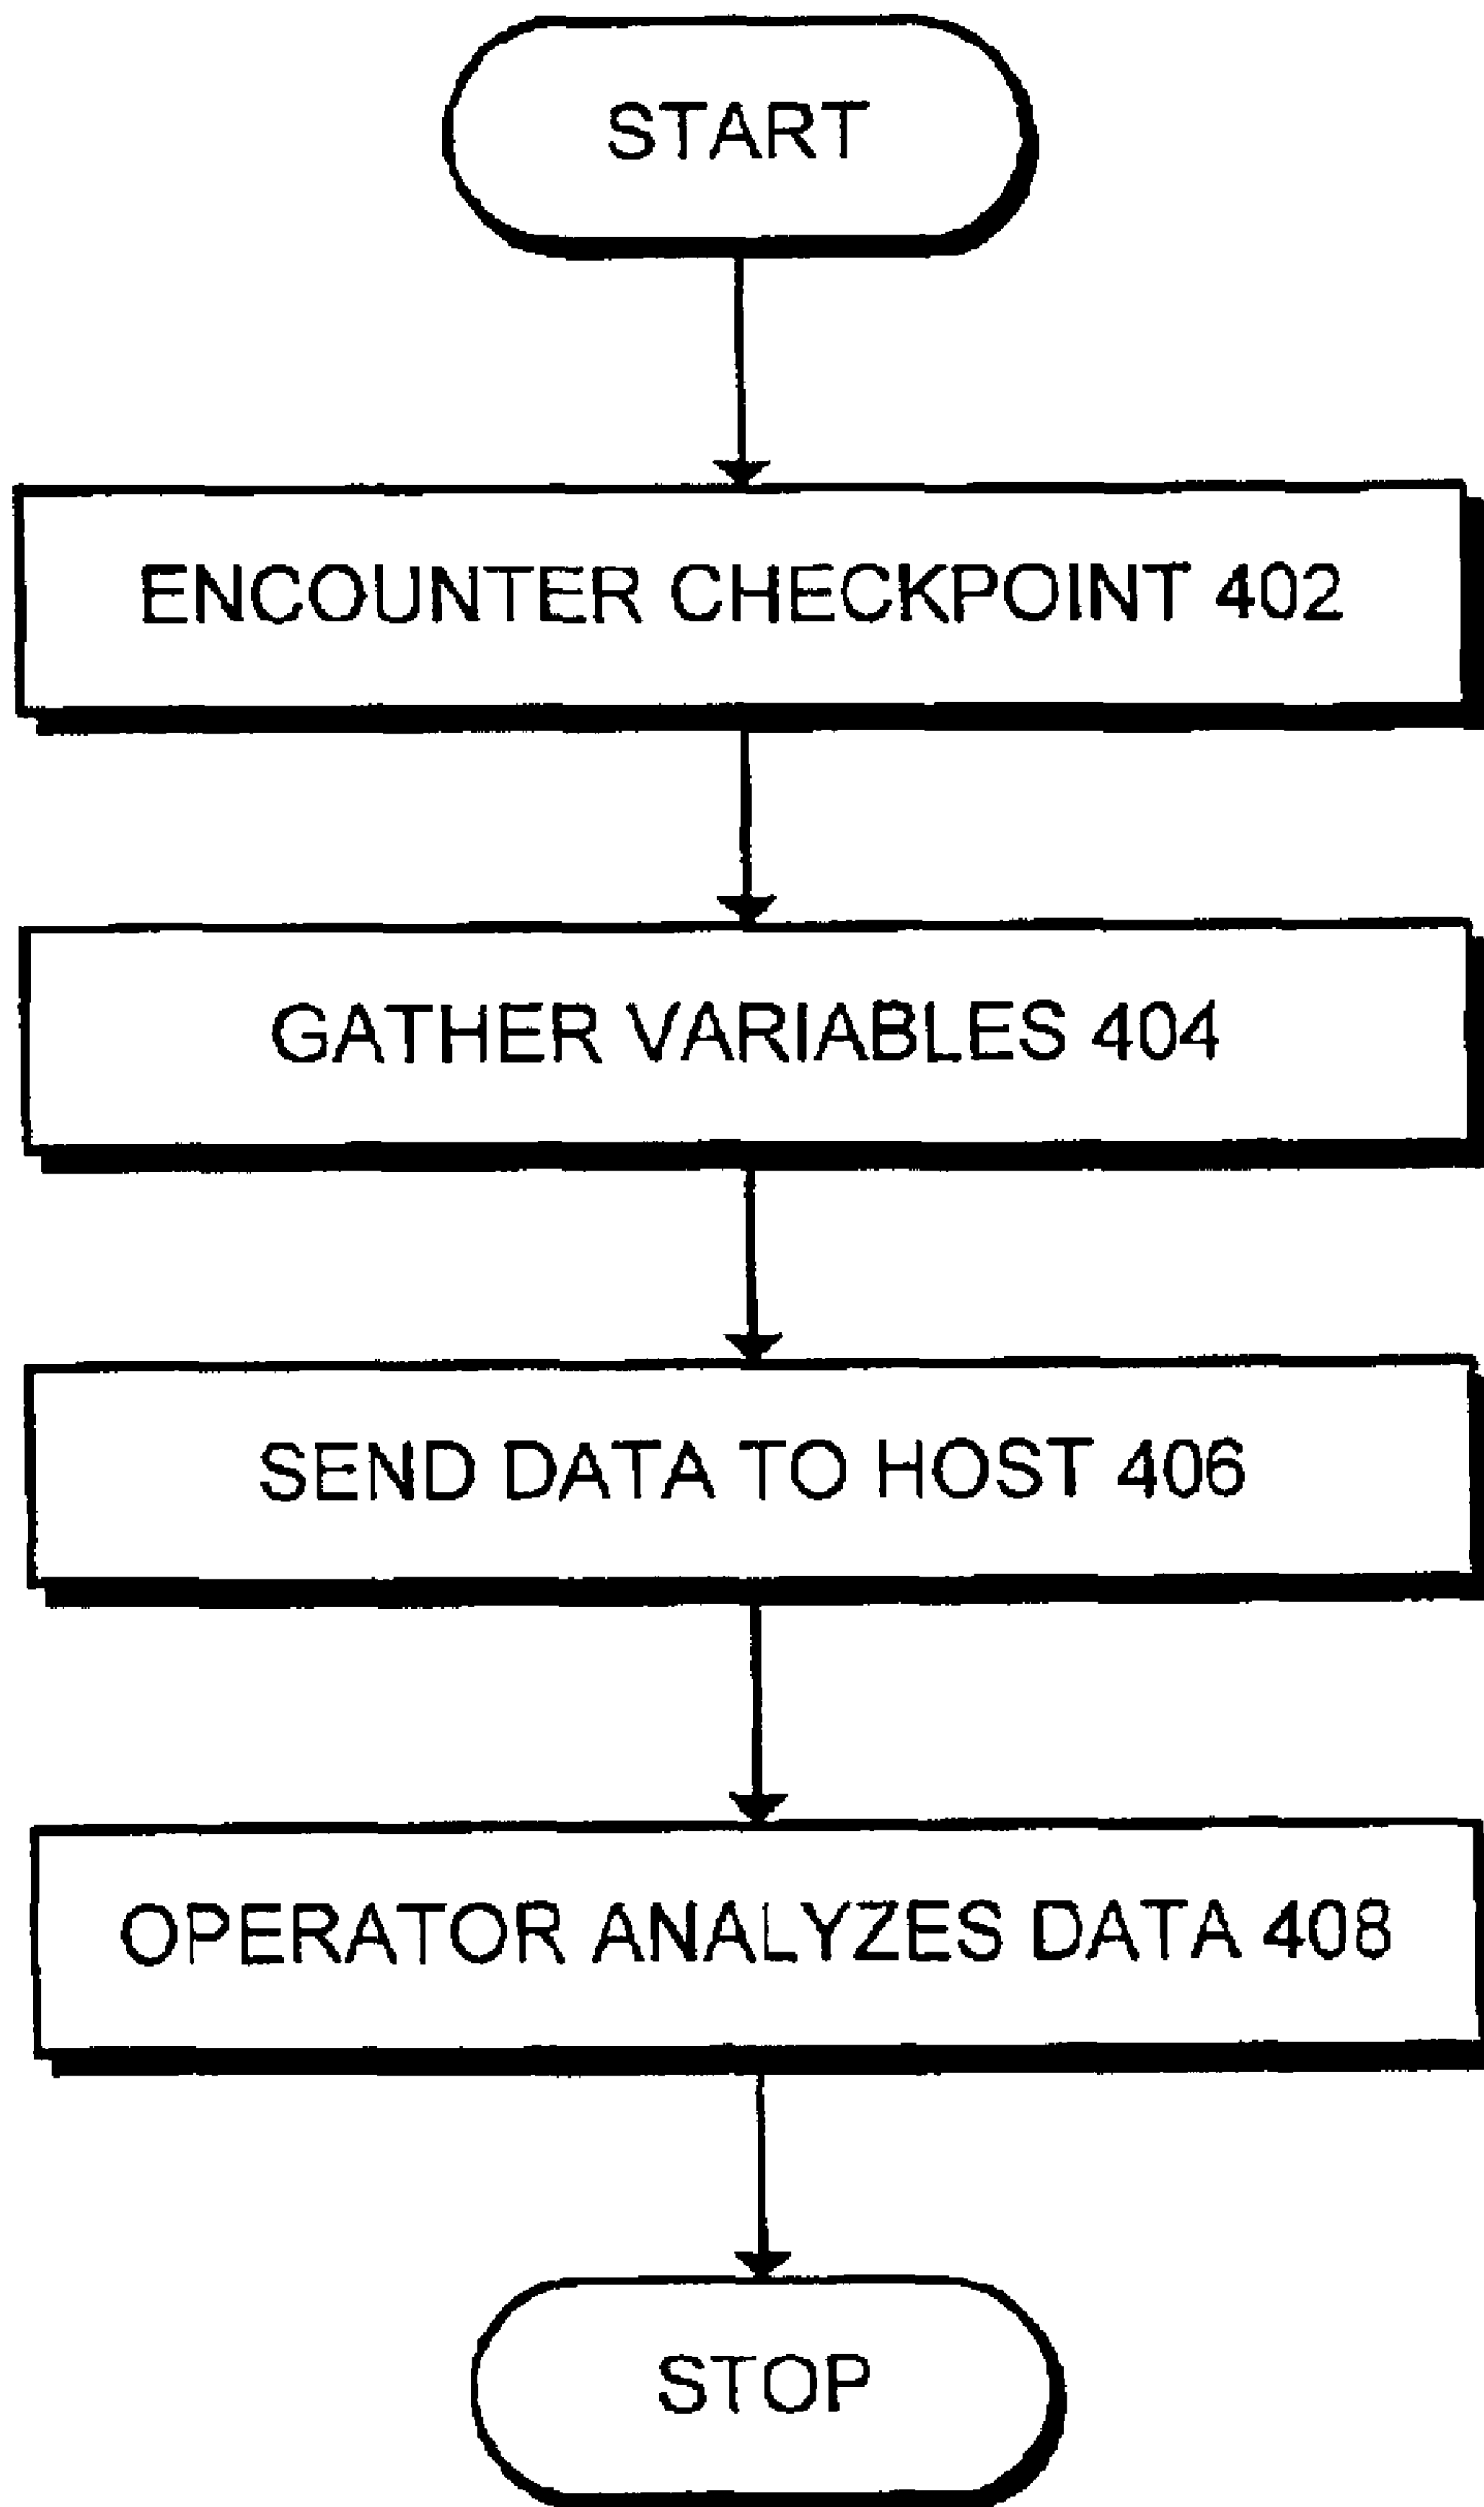 START
ENCOUNTER CHECKPOINT 402
GATHER VARIABLES 404
SEND DATA TO HOST 406
OPERATOR ANALYZES DATA 408
STOP